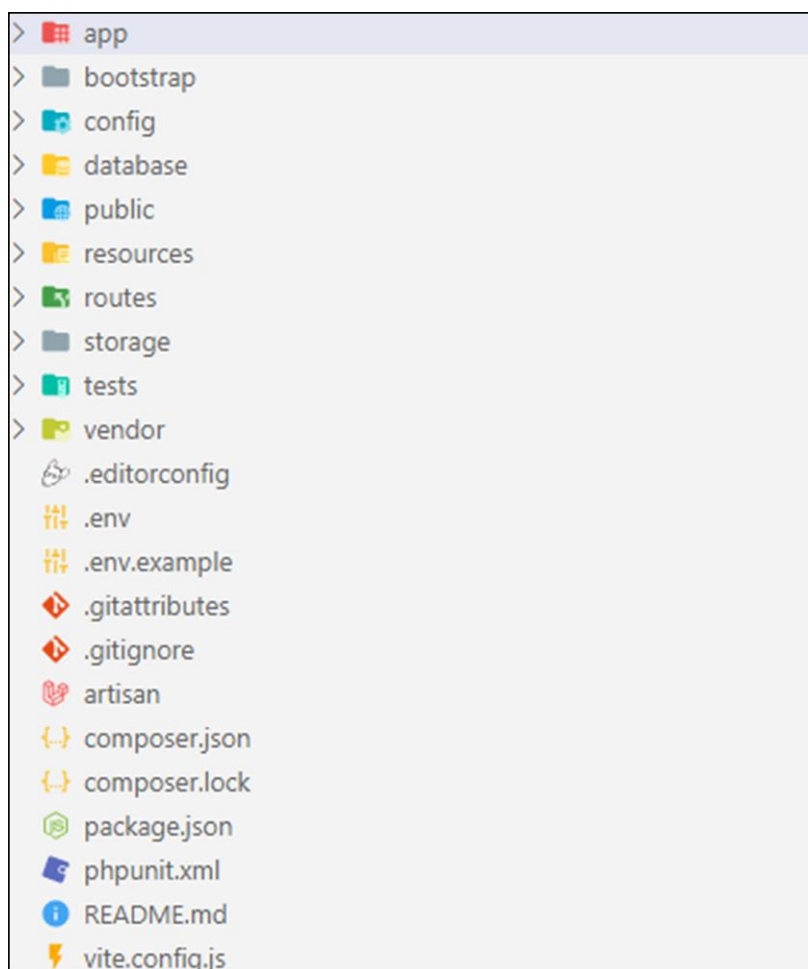 app
bootstrap
config
database
public
resources
routes
storage
tests
vendor
.editorconfig
.env
.env.example
.gitattributes
.gitignore
artisan
composer.json
composer.lock
package.json
phpunit.xml
README.md
vite.config.js